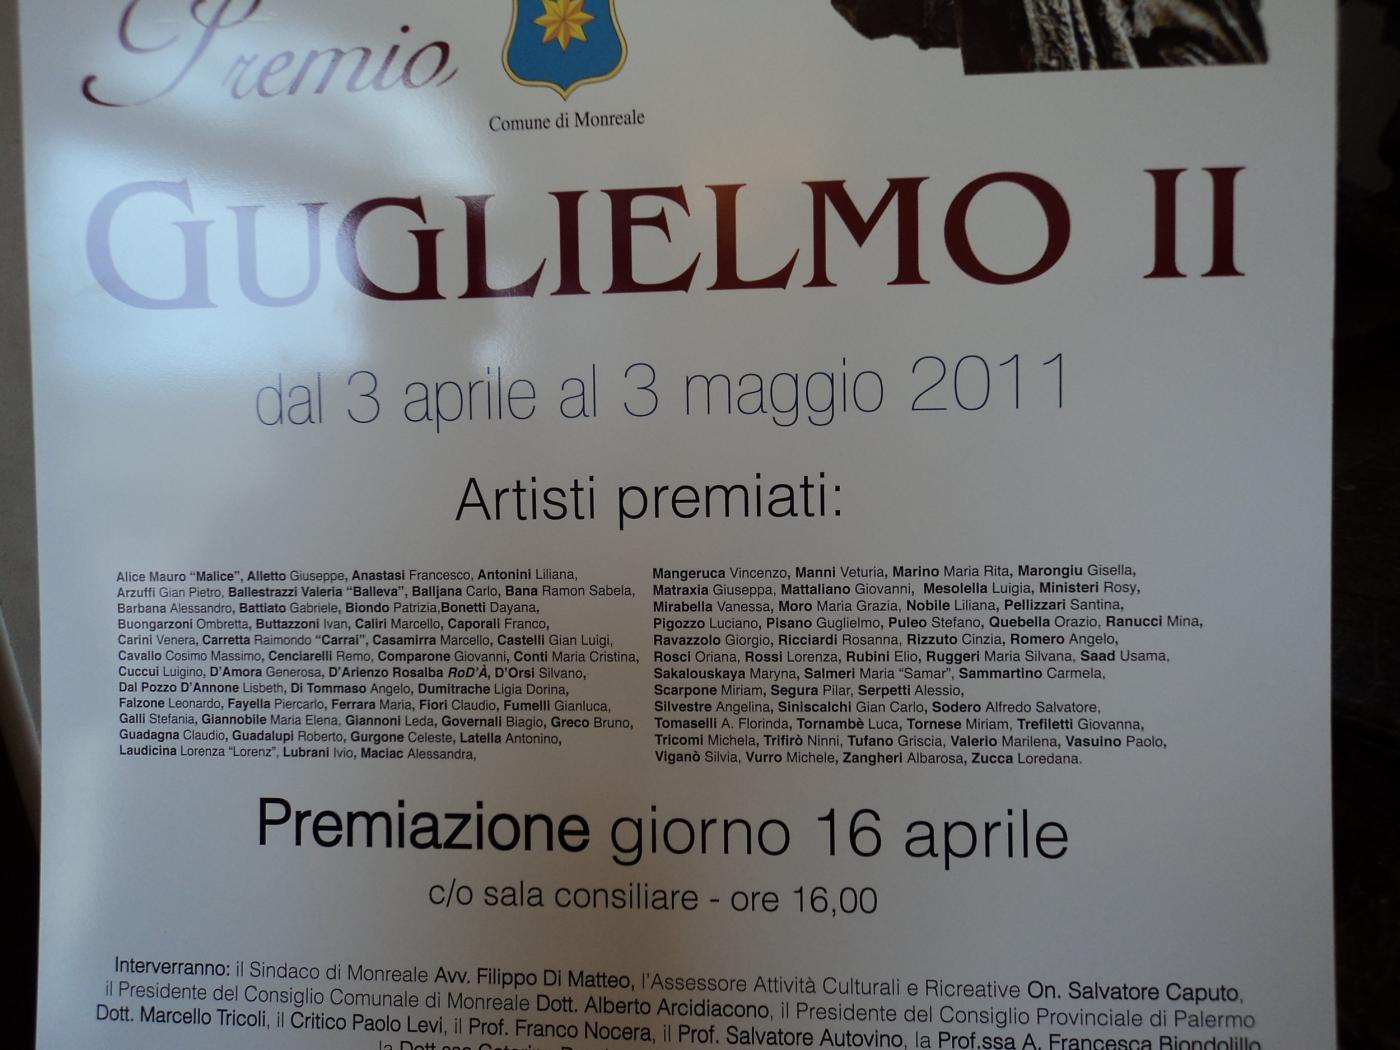 Premio
Comune di Monreale
GUGLIELMO II
dal 3 aprile al 3 maggio 2011
Artisti premiati:
Alice Mauro “Malice”, Alletto Giuseppe, Anastasi Francesco, Antonini Liliana,
Arzuffi Gian Pietro, Ballestrazzi Valeria “Balleva”, Balljana Carlo, Bana Ramon Sabela,
Barbana Alessandro, Battiato Gabriele, Biondo Patrizia,Bonetti Dayana,
Buongarzoni Ombretta, Buttazzoni Ivan, Caliri Marcello, Caporali Franco,
Carini Venera, Carretta Raimondo “Carrai”, Casamirra Marcello, Castelli Gian Luigi,
Cavallo Cosimo Massimo, Cenciarelli Remo, Comparone Giovanni, Conti Maria Cristina,
Cuccui Luigino, D'Amora Generosa, D'Arienzo Rosalba RoD'À, D'Orsi Silvano,
Dal Pozzo D'Annone Lisbeth, Di Tommaso Angelo, Dumitrache Ligia Dorina,
Falzone Leonardo, Fayella Piercarlo, Ferrara Maria, Fiori Claudio, Fumelli Gianluca,
Galli Stefania, Giannobile Maria Elena, Giannoni Leda, Governali Biagio, Greco Bruno,
Guadagna Claudio, Guadalupi Roberto, Gurgone Celeste, Latella Antonino,
Laudicina Lorenza “Lorenz”, Lubrani Ivio, Maciac Alessandra,
Mangeruca Vincenzo, Manni Veturia, Marino Maria Rita, Marongiu Gisella,
Matraxia Giuseppa, Mattaliano Giovanni, Mesolella Luigia, Ministeri Rosy,
Mirabella Vanessa, Moro Maria Grazia, Nobile Liliana, Pellizzari Santina,
Pigozzo Luciano, Pisano Guglielmo, Puleo Stefano, Quebella Orazio, Ranucci Mina,
Ravazzolo Giorgio, Ricciardi Rosanna, Rizzuto Cinzia, Romero Angelo,
Rosci Oriana, Rossi Lorenza, Rubini Elio, Ruggeri Maria Silvana, Saad Usama,
Sakalouskaya Maryna, Salmeri Maria “Samar”, Sammartino Carmela,
Scarpone Miriam, Segura Pilar, Serpetti Alessio,
Silvestre Angelina, Siniscalchi Gian Carlo, Sodero Alfredo Salvatore,
Tomaselli A. Florinda, Tornambè Luca, Tornese Miriam, Trefiletti Giovanna,
Tricomi Michela, Trifirò Ninni, Tufano Griscia, Valerio Marilena, Vasuino Paolo,
Viganò Silvia, Vurro Michele, Zangheri Albarosa, Zucca Loredana.
Premiazione giorno 16 aprile
c/o sala consiliare - ore 16,00
Interverranno: il Sindaco di Monreale Avv. Filippo Di Matteo, l'Assessore Attività Culturali e Ricreative On. Salvatore Caputo,
il Presidente del Consiglio Comunale di Monreale Dott. Alberto Arcidiacono, il Presidente del Consiglio Provinciale di Palermo
Dott. Marcello Tricoli, il Critico Paolo Levi, il Prof. Franco Nocera, il Prof. Salvatore Autovino, la Prof.ssa A. Francesca Biondolillo
la Dott.ssa